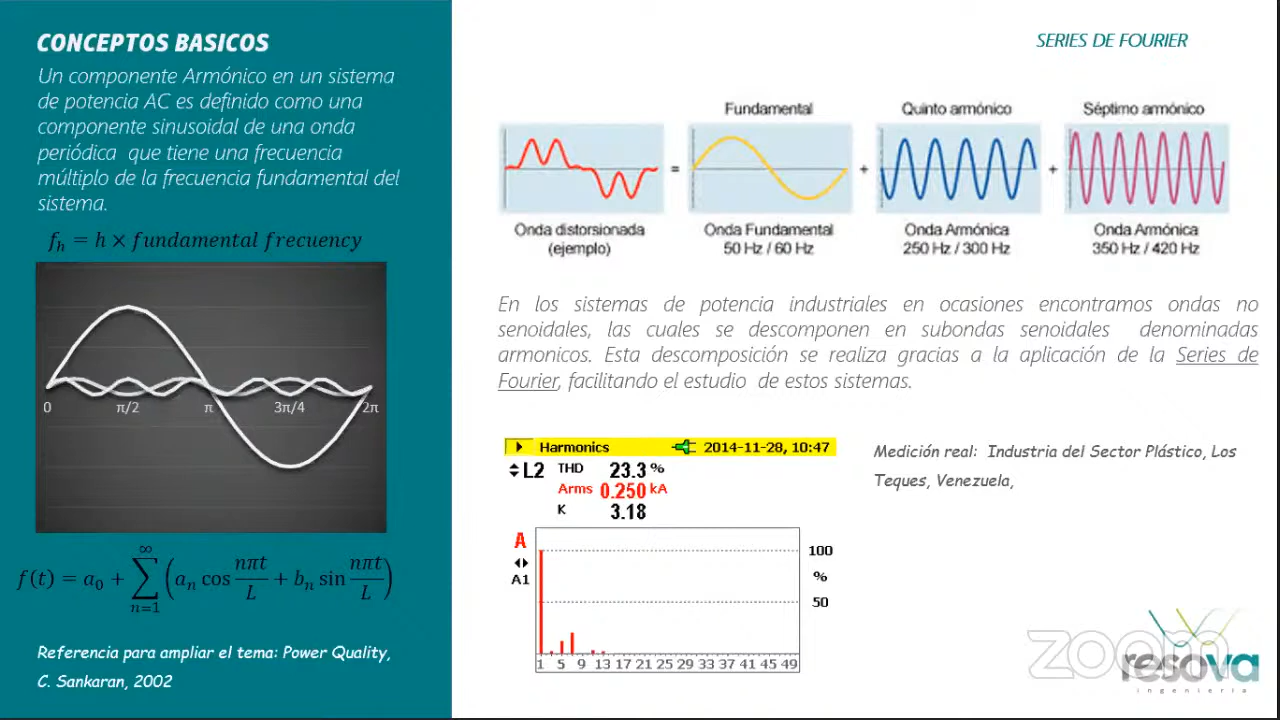 CONCEPTOS BASICOS
Un componente Armónico en un sistema
de potencia AC es definido como una
componente sinusoidal de una onda
periódica que tiene una frecuencia
múltiplo de la frecuencia fundamental del
sistema.
fₕ = h × fundamental frecuency
0 π/2 π 3π/4 2π
f(t) = a₀ + ∑ₙ₌₁^∞ (aₙ cos nπt/L + bₙ sin nπt/L)
Referencia para ampliar el tema: Power Quality,
C. Sankaran, 2002
SERIES DE FOURIER
Fundamental Quinto armónico Séptimo armónico
= + +
Onda distorsionada Onda Fundamental Onda Armónica Onda Armónica
(ejemplo) 50 Hz / 60 Hz 250 Hz / 300 Hz 350 Hz / 420 Hz
En los sistemas de potencia industriales en ocasiones encontramos ondas no
senoidales, las cuales se descomponen en subondas senoidales denominadas
armonicos. Esta descomposición se realiza gracias a la aplicación de la Series de
Fourier, facilitando el estudio de estos sistemas.
Harmonics 2014-11-28, 10:47
L2 THD 23.3 %
Arms 0.250 kA
K 3.18
A
A1
100
%
50
1 5 9 13 17 21 25 29 33 37 41 45 49
Medición real: Industria del Sector Plástico, Los
Teques, Venezuela,
zoom
resova
ingeniería